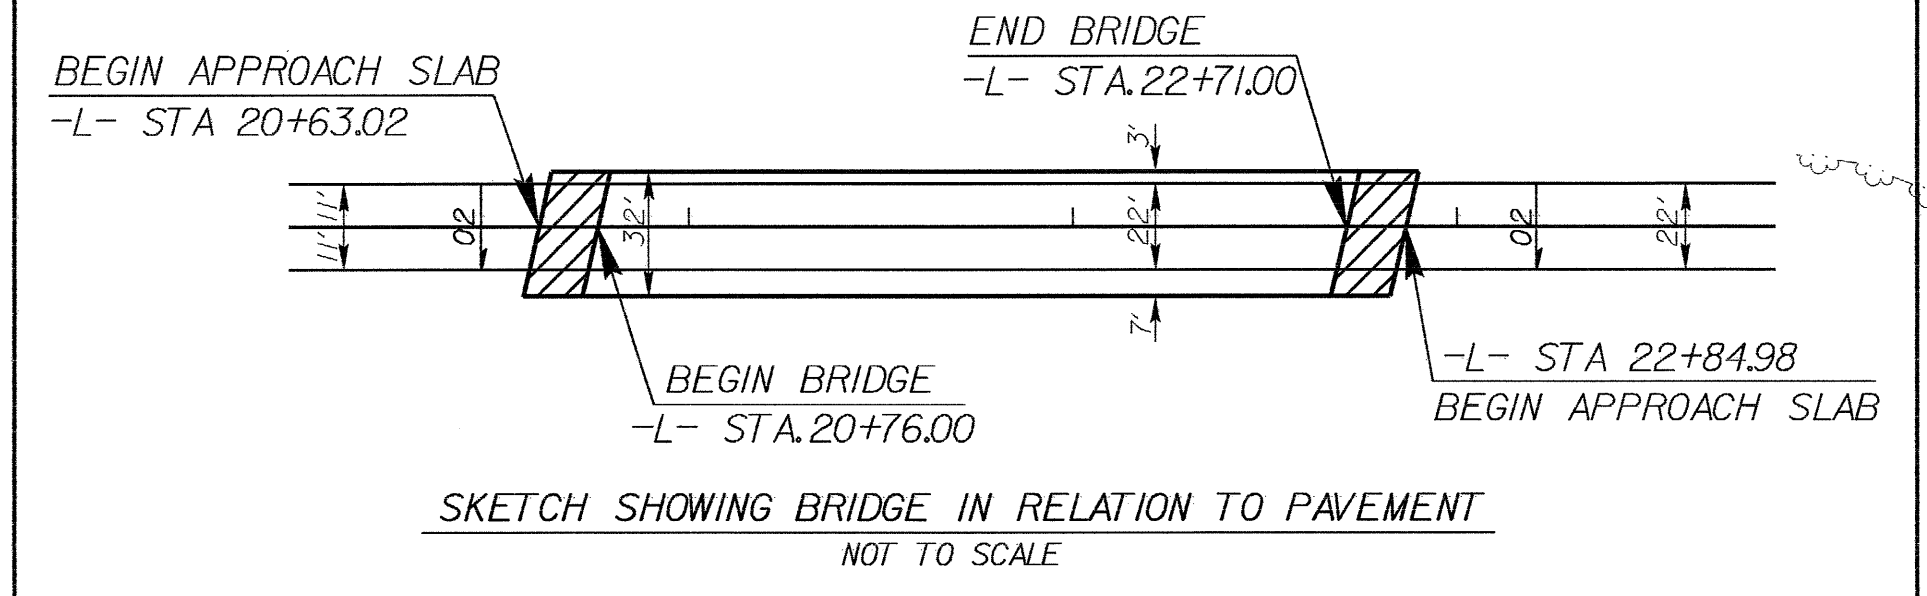 END BRIDGE
-L- STA. 22+71.00
BEGIN APPROACH SLAB
-L- STA 20+63.02
3'
11' 11'
02
32'
22'
02
22'
7'
-L- STA 22+84.98
BEGIN APPROACH SLAB
BEGIN BRIDGE
-L- STA. 20+76.00
SKETCH SHOWING BRIDGE IN RELATION TO PAVEMENT
NOT TO SCALE